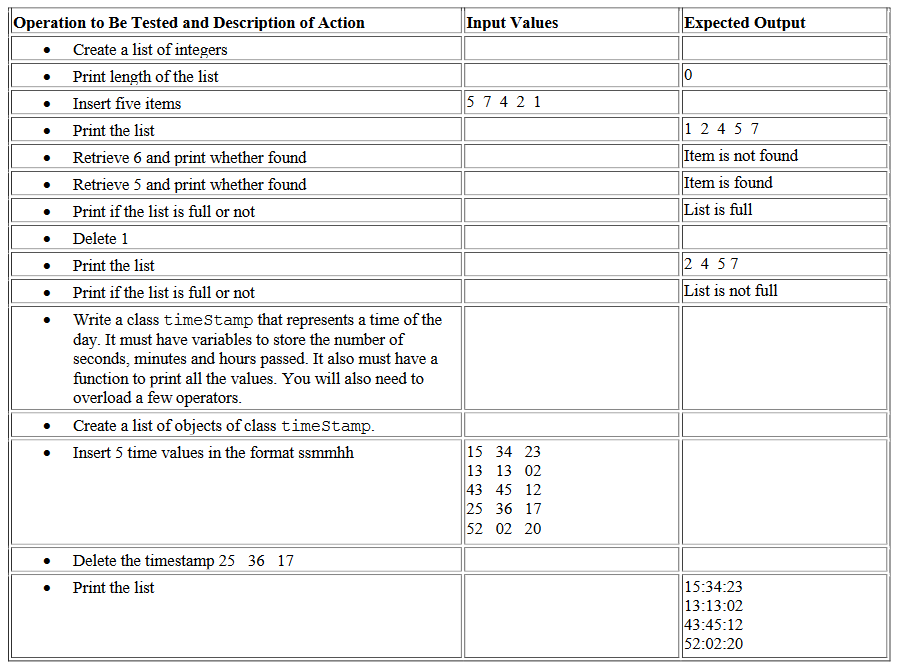 Operation to Be Tested and Description of Action Input Values Expected Output
• Create a list of integers
• Print length of the list 0
• Insert five items 5 7 4 2 1
• Print the list 1 2 4 5 7
• Retrieve 6 and print whether found Item is not found
• Retrieve 5 and print whether found Item is found
• Print if the list is full or not List is full
• Delete 1
• Print the list 2 4 5 7
• Print if the list is full or not List is not full
• Write a class timeStamp that represents a time of the
day. It must have variables to store the number of
seconds, minutes and hours passed. It also must have a
function to print all the values. You will also need to
overload a few operators.
• Create a list of objects of class timeStamp.
• Insert 5 time values in the format ssmmhh 15 34 23
13 13 02
43 45 12
25 36 17
52 02 20
• Delete the timestamp 25 36 17
• Print the list 15:34:23
13:13:02
43:45:12
52:02:20